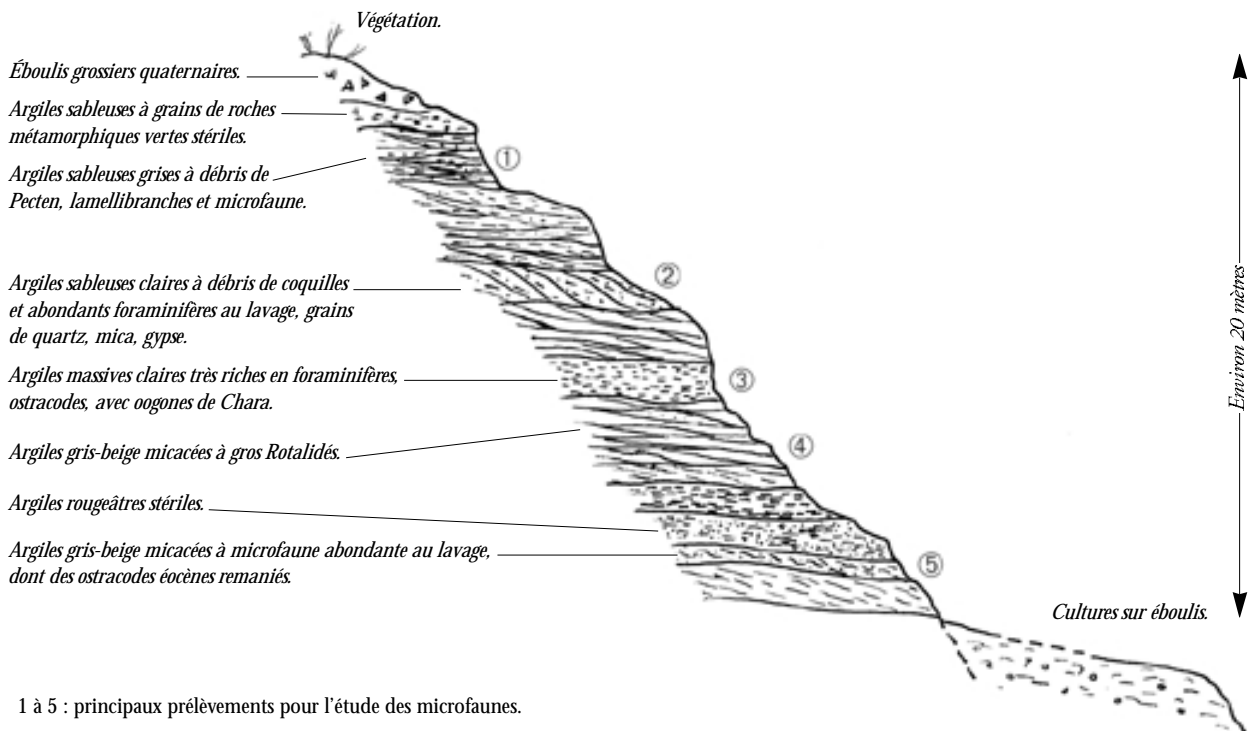 Végétation.
Éboulis grossiers quaternaires.
Argiles sableuses à grains de roches
métamorphiques vertes stériles.
①
Argiles sableuses grises à débris de
Pecten, lamellibranches et microfaune.
②
Argiles sableuses claires à débris de coquilles
et abondants foraminifères au lavage, grains
de quartz, mica, gypse.
Environ 20 mètres
Argiles massives claires très riches en foraminifères,
ostracodes, avec oogones de Chara.
③
Argiles gris-beige micacées à gros Rotalidés.
④
Argiles rougeâtres stériles.
Argiles gris-beige micacées à microfaune abondante au lavage,
dont des ostracodes éocènes remaniés.
⑤
Cultures sur éboulis.
1 à 5 : principaux prélèvements pour l'étude des microfaunes.